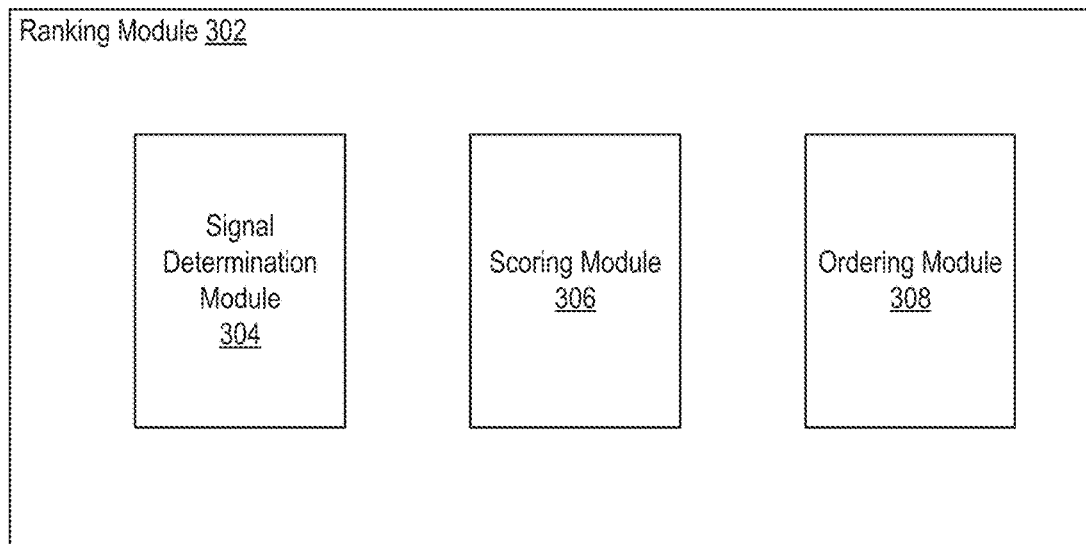 Ranking Module 302
Signal
Determination
Module
304
Scoring Module
306
Ordering Module
308